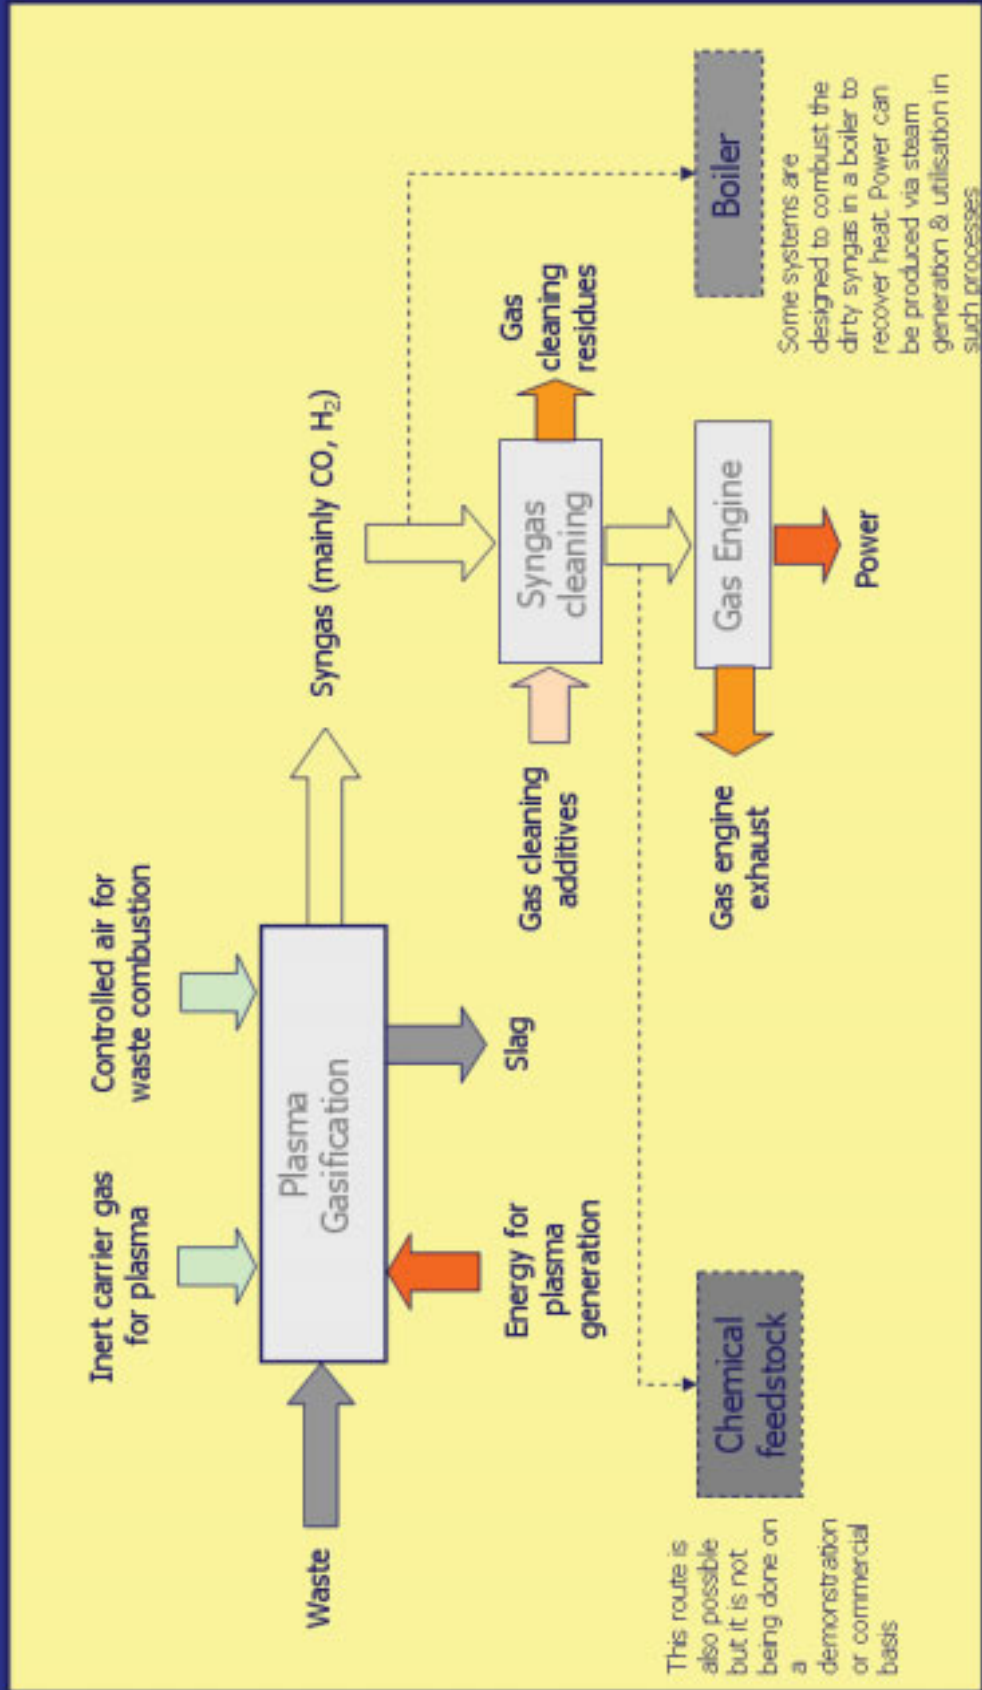 Inert carrier gas
for plasma
Controlled air for
waste combustion
Waste
Plasma
Gasification
Syngas (mainly CO, H₂)
Energy for
plasma
generation
Slag
Gas cleaning
additives
Syngas
cleaning
Gas
cleaning
residues
This route is
also possible
but it is not
being done on
a
demonstration
or commercial
basis
Chemical
feedstock
Gas engine
exhaust
Gas Engine
Power
Boiler
Some systems are
designed to combust the
dirty syngas in a boiler to
recover heat. Power can
be produced via steam
generation & utilisation in
such processes